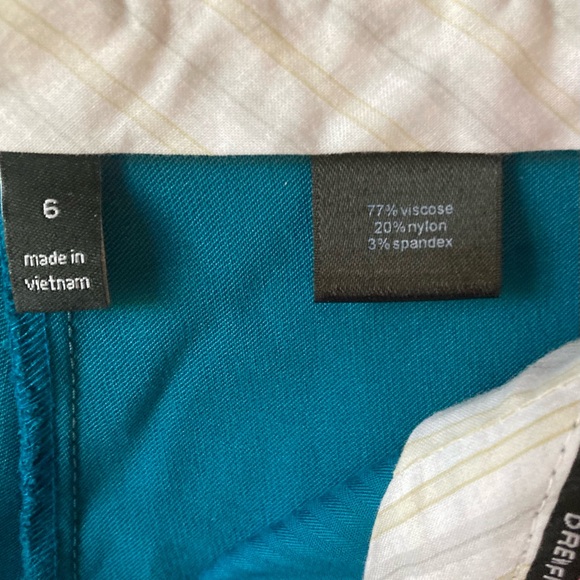 6
made in
vietnam
77% viscose
20% nylon
3% spandex